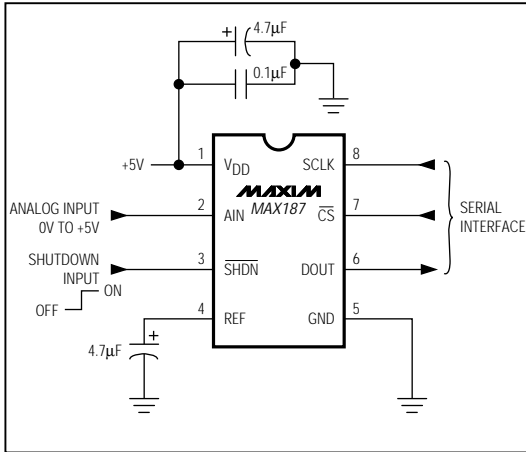 + 4.7µF
0.1µF
+5V
1 VDD SCLK 8
MAXIM
MAX187
ANALOG INPUT
0V TO +5V
2 AIN CS 7
SERIAL
INTERFACE
SHUTDOWN
INPUT
3 SHDN DOUT 6
ON
OFF
4 REF GND 5
+
4.7µF